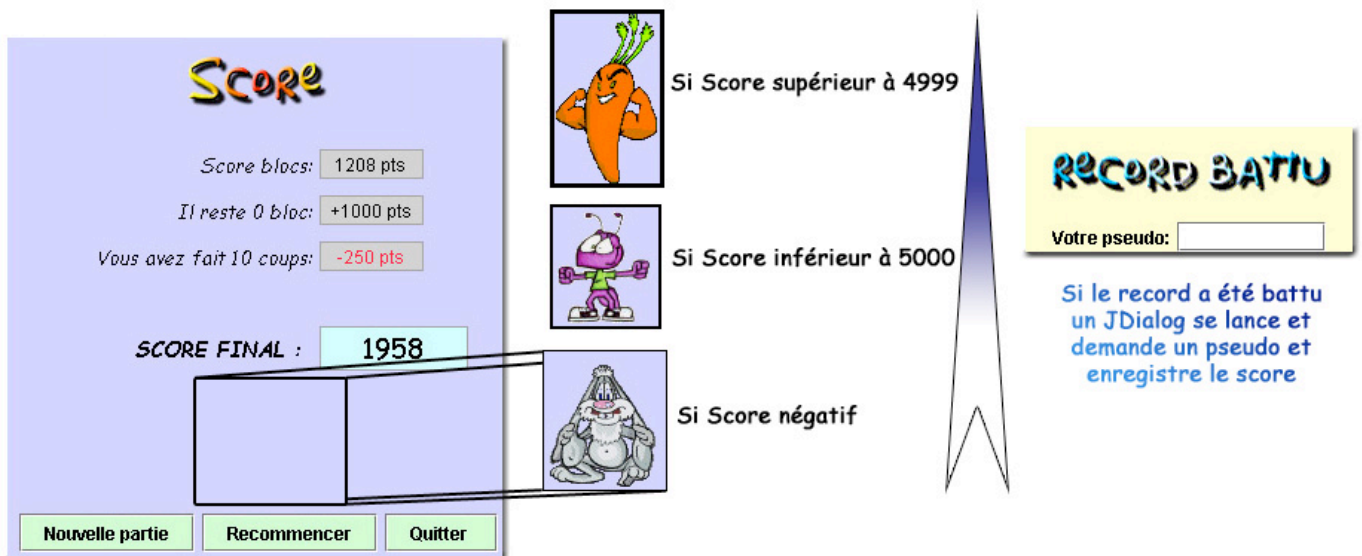 Score
Score blocs: 1208 pts
Il reste 0 bloc: +1000 pts
Vous avez fait 10 coups: -250 pts
SCORE FINAL : 1958
Nouvelle partie Recommencer Quitter
Si Score supérieur à 4999
Si Score inférieur à 5000
Si Score négatif
RECORD BATTU
Votre pseudo:
Si le record a été battu
un JDialog se lance et
demande un pseudo et
enregistre le score